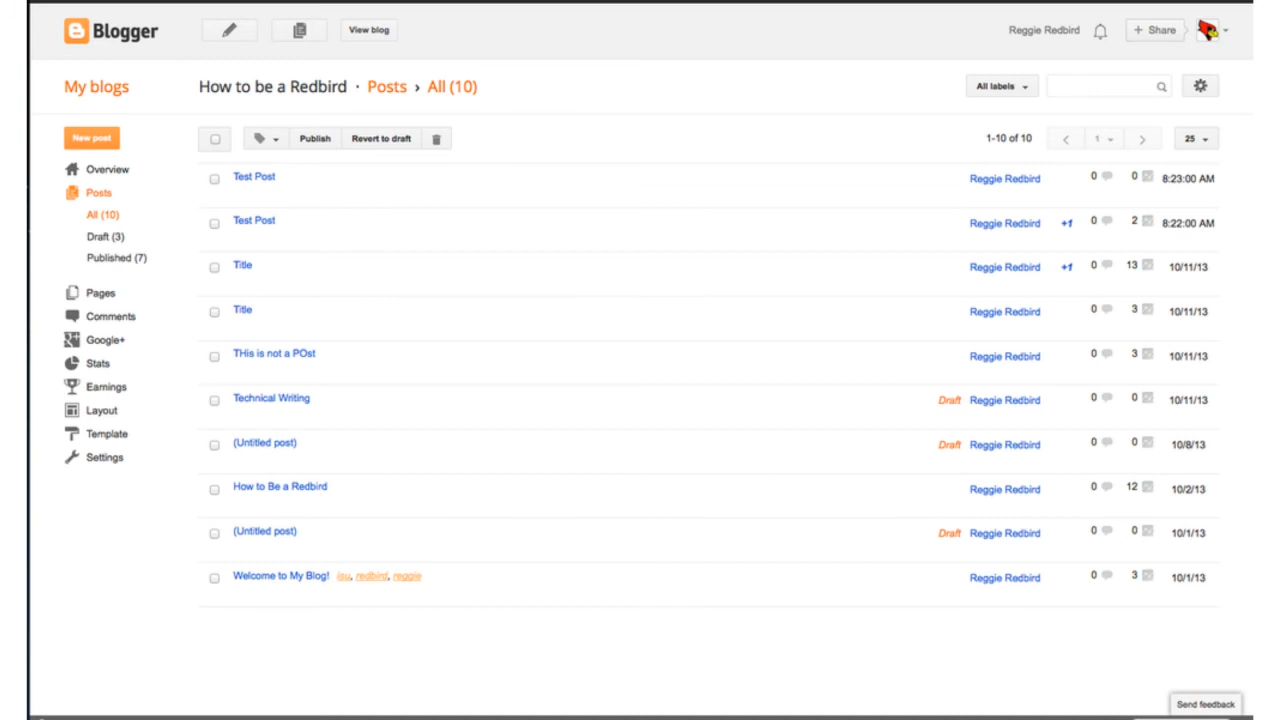 Blogger View blog Reggie Redbird + Share
My blogs How to be a Redbird · Posts › All (10) All labels
New post Publish Revert to draft 1-10 of 10 1 25
Overview
Posts
All (10)
Draft (3)
Published (7)
Pages
Comments
Google+
Stats
Earnings
Layout
Template
Settings
Test Post Reggie Redbird 0 0 8:23:00 AM
Test Post Reggie Redbird +1 0 2 8:22:00 AM
Title Reggie Redbird +1 0 13 10/11/13
Title Reggie Redbird 0 3 10/11/13
THis is not a POst Reggie Redbird 0 3 10/11/13
Technical Writing Draft Reggie Redbird 0 0 10/11/13
(Untitled post) Draft Reggie Redbird 0 0 10/8/13
How to Be a Redbird Reggie Redbird 0 12 10/2/13
(Untitled post) Draft Reggie Redbird 0 0 10/1/13
Welcome to My Blog! isu, redbird, reggie Reggie Redbird 0 3 10/1/13
Send feedback